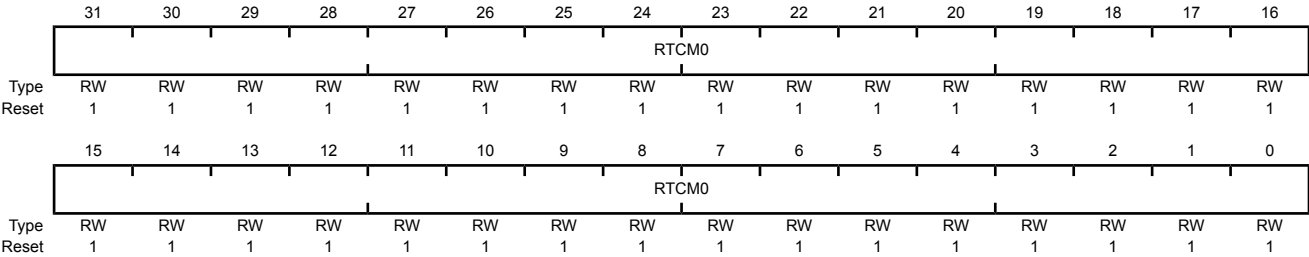 31 30 29 28 27 26 25 24 23 22 21 20 19 18 17 16
RTCM0
Type RW RW RW RW RW RW RW RW RW RW RW RW RW RW RW RW
Reset 1 1 1 1 1 1 1 1 1 1 1 1 1 1 1 1
15 14 13 12 11 10 9 8 7 6 5 4 3 2 1 0
RTCM0
Type RW RW RW RW RW RW RW RW RW RW RW RW RW RW RW RW
Reset 1 1 1 1 1 1 1 1 1 1 1 1 1 1 1 1